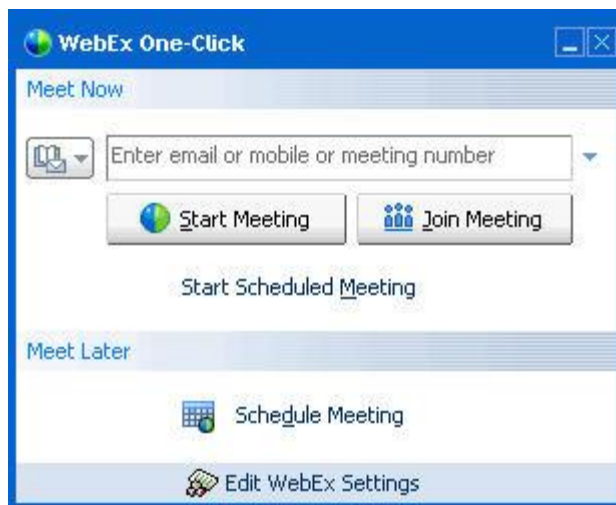 WebEx One-Click
Meet Now
Enter email or mobile or meeting number
Start Meeting Join Meeting
Start Scheduled Meeting
Meet Later
Schedule Meeting
Edit WebEx Settings